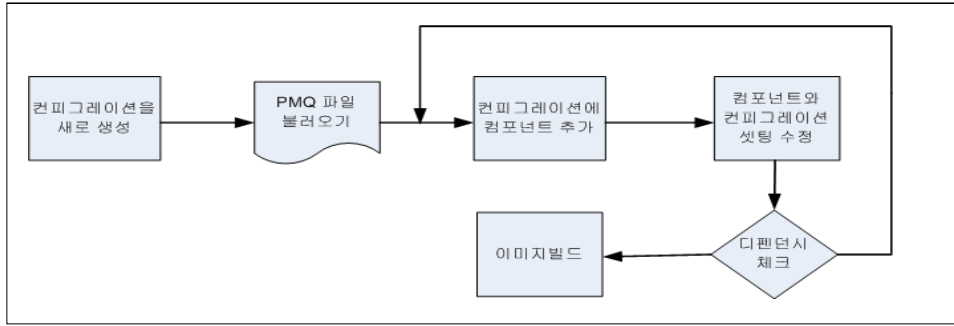 컨피그레이션을
새로 생성
PMQ 파일
불러오기
컨피그레이션에
컴포넌트 추가
컴포넌트와
컨피그레이션
셋팅 수정
디펜던시
체크
이미지빌드